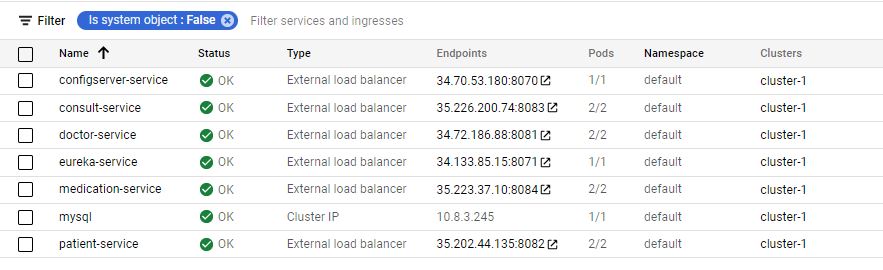 Filter Is system object : False Filter services and ingresses
Name Status Type Endpoints Pods Namespace Clusters
configserver-service OK External load balancer 34.70.53.180:8070 1/1 default cluster-1
consult-service OK External load balancer 35.226.200.74:8083 2/2 default cluster-1
doctor-service OK External load balancer 34.72.186.88:8081 2/2 default cluster-1
eureka-service OK External load balancer 34.133.85.15:8071 1/1 default cluster-1
medication-service OK External load balancer 35.223.37.10:8084 2/2 default cluster-1
mysql OK Cluster IP 10.8.3.245 1/1 default cluster-1
patient-service OK External load balancer 35.202.44.135:8082 2/2 default cluster-1